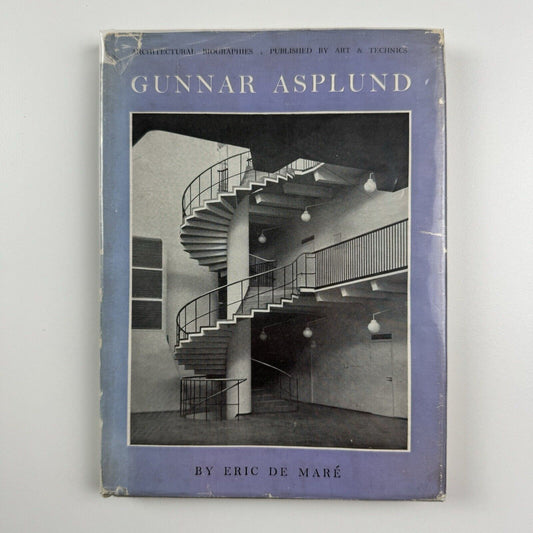 ARCHITECTURAL BIOGRAPHIES . PUBLISHED BY ART & TECHNICS
GUNNAR ASPLUND
BY ERIC DE MARÉ